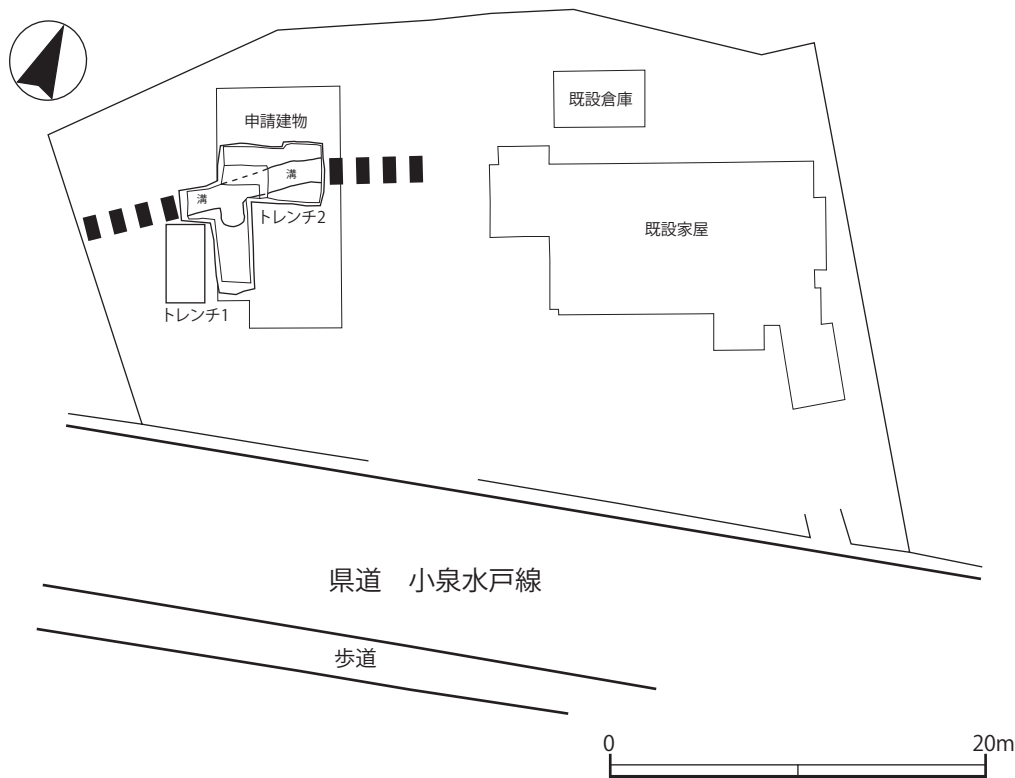 申請建物
既設倉庫
溝
溝
トレンチ2
既設家屋
トレンチ1
県道　小泉水戸線
歩道
0
20m